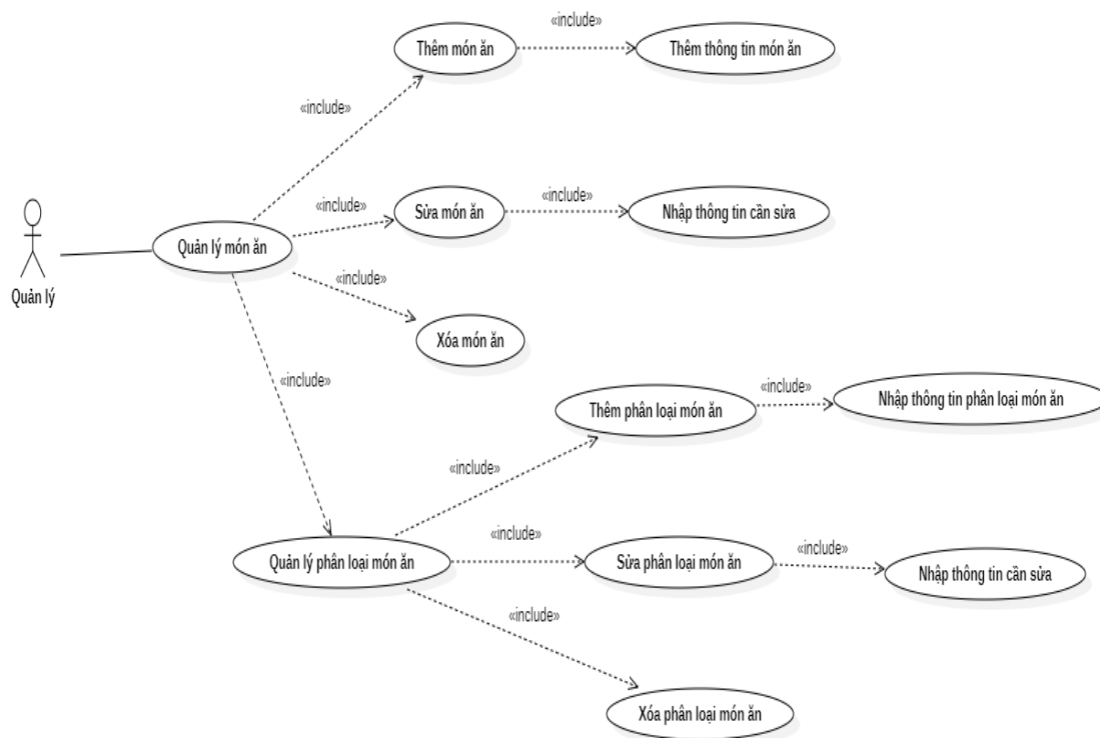 «include»
Thêm món ăn
Thêm thông tin món ăn
«include»
«include»
«include»
Sửa món ăn
Nhập thông tin cần sửa
Quản lý món ăn
Quản lý
«include»
Xóa món ăn
«include»
«include»
Thêm phân loại món ăn
Nhập thông tin phân loại món ăn
«include»
«include»
«include»
Quản lý phân loại món ăn
Sửa phân loại món ăn
Nhập thông tin cần sửa
«include»
Xóa phân loại món ăn